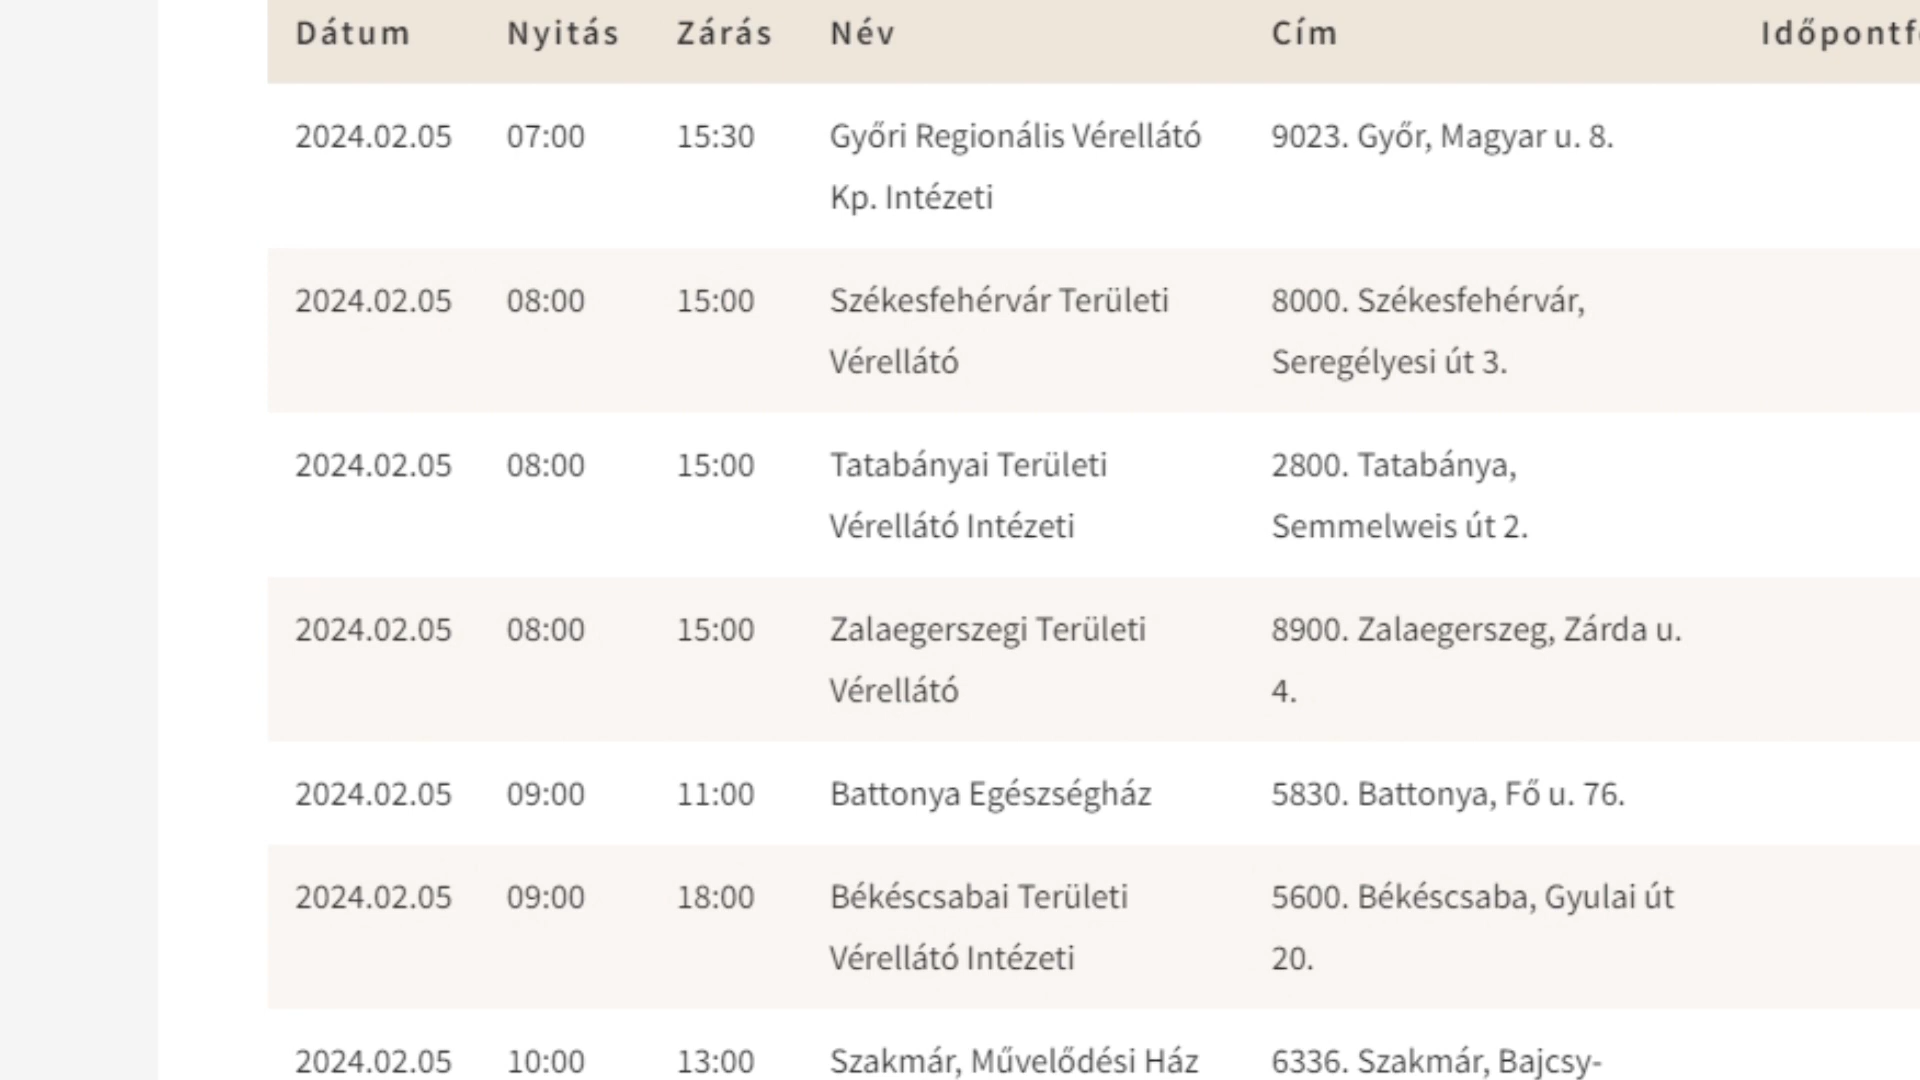 Dátum Nyitás Zárás Név Cím
2024.02.05 07:00 15:30 Győri Regionális Vérellátó 9023. Győr, Magyar u. 8.
Kp. Intézeti
2024.02.05 08:00 15:00 Székesfehérvár Területi 8000. Székesfehérvár,
Vérellátó Seregélyesi út 3.
2024.02.05 08:00 15:00 Tatabányai Területi 2800. Tatabánya,
Vérellátó Intézeti Semmelweis út 2.
2024.02.05 08:00 15:00 Zalaegerszegi Területi 8900. Zalaegerszeg, Zárda u.
Vérellátó 4.
2024.02.05 09:00 11:00 Battonya Egészségház 5830. Battonya, Fő u. 76.
2024.02.05 09:00 18:00 Békéscsabai Területi 5600. Békéscsaba, Gyulai út
Vérellátó Intézeti 20.
2024.02.05 10:00 13:00 Szakmár, Művelődési Ház 6336. Szakmár, Bajcsy-